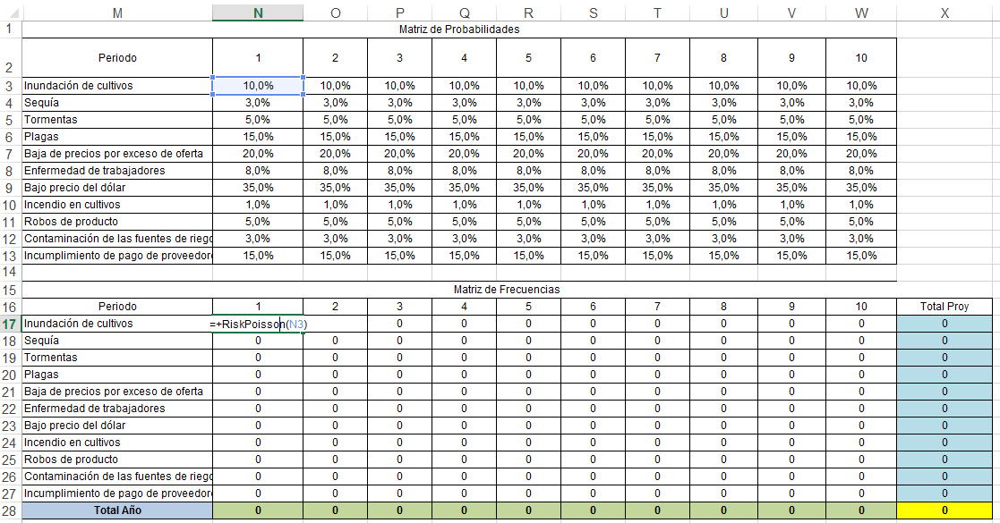 M N O P Q R S T U V W X
1 Matriz de Probabilidades
2 Periodo 1 2 3 4 5 6 7 8 9 10
3 Inundación de cultivos 10,0% 10,0% 10,0% 10,0% 10,0% 10,0% 10,0% 10,0% 10,0% 10,0%
4 Sequía 3,0% 3,0% 3,0% 3,0% 3,0% 3,0% 3,0% 3,0% 3,0% 3,0%
5 Tormentas 5,0% 5,0% 5,0% 5,0% 5,0% 5,0% 5,0% 5,0% 5,0% 5,0%
6 Plagas 15,0% 15,0% 15,0% 15,0% 15,0% 15,0% 15,0% 15,0% 15,0% 15,0%
7 Baja de precios por exceso de oferta 20,0% 20,0% 20,0% 20,0% 20,0% 20,0% 20,0% 20,0% 20,0% 20,0%
8 Enfermedad de trabajadores 8,0% 8,0% 8,0% 8,0% 8,0% 8,0% 8,0% 8,0% 8,0% 8,0%
9 Bajo precio del dólar 35,0% 35,0% 35,0% 35,0% 35,0% 35,0% 35,0% 35,0% 35,0% 35,0%
10 Incendio en cultivos 1,0% 1,0% 1,0% 1,0% 1,0% 1,0% 1,0% 1,0% 1,0% 1,0%
11 Robos de producto 5,0% 5,0% 5,0% 5,0% 5,0% 5,0% 5,0% 5,0% 5,0% 5,0%
12 Contaminación de las fuentes de riego 3,0% 3,0% 3,0% 3,0% 3,0% 3,0% 3,0% 3,0% 3,0% 3,0%
13 Incumplimiento de pago de proveedore 15,0% 15,0% 15,0% 15,0% 15,0% 15,0% 15,0% 15,0% 15,0% 15,0%
14
15 Matriz de Frecuencias
16 Periodo 1 2 3 4 5 6 7 8 9 10 Total Proy
17 Inundación de cultivos =+RiskPoisson(N3) 0 0 0 0 0 0 0 0 0
18 Sequía 0 0 0 0 0 0 0 0 0 0 0
19 Tormentas 0 0 0 0 0 0 0 0 0 0 0
20 Plagas 0 0 0 0 0 0 0 0 0 0 0
21 Baja de precios por exceso de oferta 0 0 0 0 0 0 0 0 0 0 0
22 Enfermedad de trabajadores 0 0 0 0 0 0 0 0 0 0 0
23 Bajo precio del dólar 0 0 0 0 0 0 0 0 0 0 0
24 Incendio en cultivos 0 0 0 0 0 0 0 0 0 0 0
25 Robos de producto 0 0 0 0 0 0 0 0 0 0 0
26 Contaminación de las fuentes de riego 0 0 0 0 0 0 0 0 0 0 0
27 Incumplimiento de pago de proveedore 0 0 0 0 0 0 0 0 0 0 0
28 Total Año 0 0 0 0 0 0 0 0 0 0 0